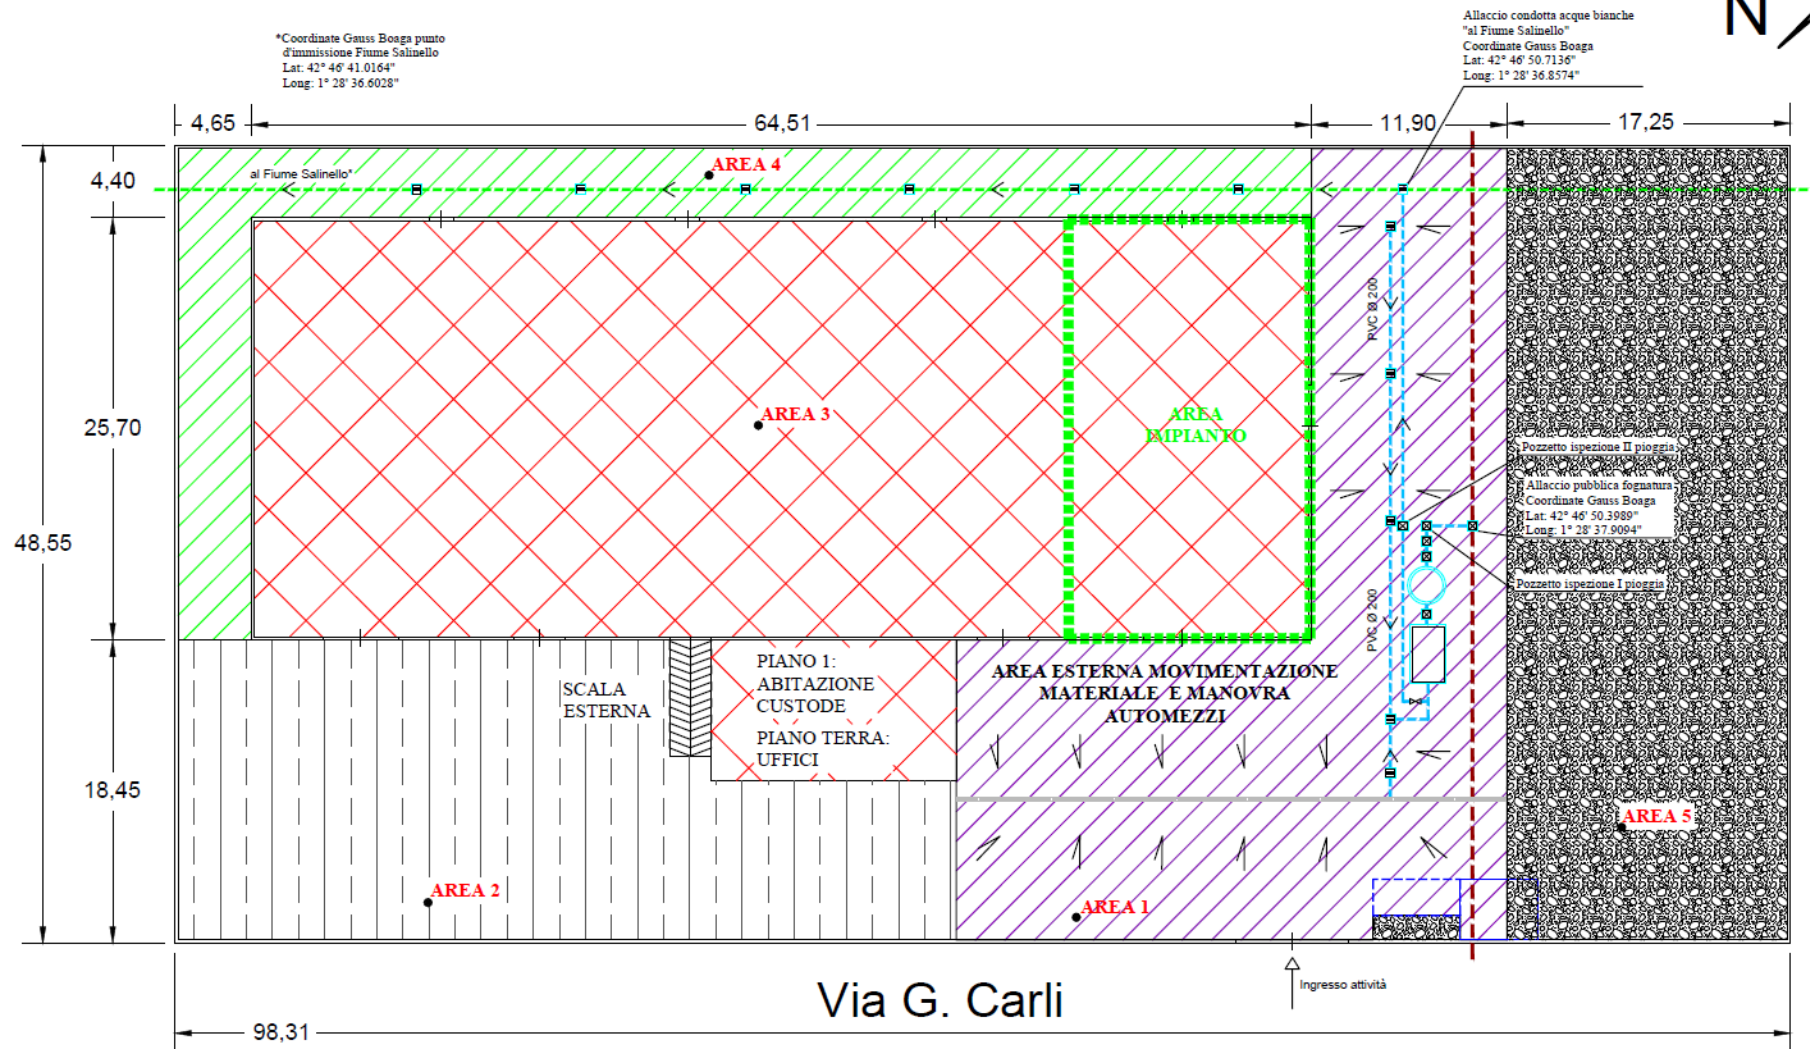 N
*Coordinate Gauss Boaga punto
d'immissione Fiume Salinello
Lat: 42° 46' 41.0164"
Long: 1° 28' 36.6028"
Allaccio condotta acque bianche
"al Fiume Salinello"
Coordinate Gauss Boaga
Lat: 42° 46' 50.7136"
Long: 1° 28' 36.8574"
4,65
64,51
11,90
17,25
4,40
25,70
48,55
18,45
al Fiume Salinello*
AREA 4
AREA 3
AREA
IMPIANTO
PVC Ø 200
Pozzetto ispezione II pioggia
Allaccio pubblica fognatura
Coordinate Gauss Boaga
Lat: 42° 46' 50.3989"
Long: 1° 28' 37.9094"
Pozzetto ispezione I pioggia
PVC Ø 200
SCALA
ESTERNA
PIANO 1:
ABITAZIONE
CUSTODE
PIANO TERRA:
UFFICI
AREA ESTERNA MOVIMENTAZIONE
MATERIALE E MANOVRA
AUTOMEZZI
AREA 5
AREA 2
AREA 1
Ingresso attività
Via G. Carli
98,31